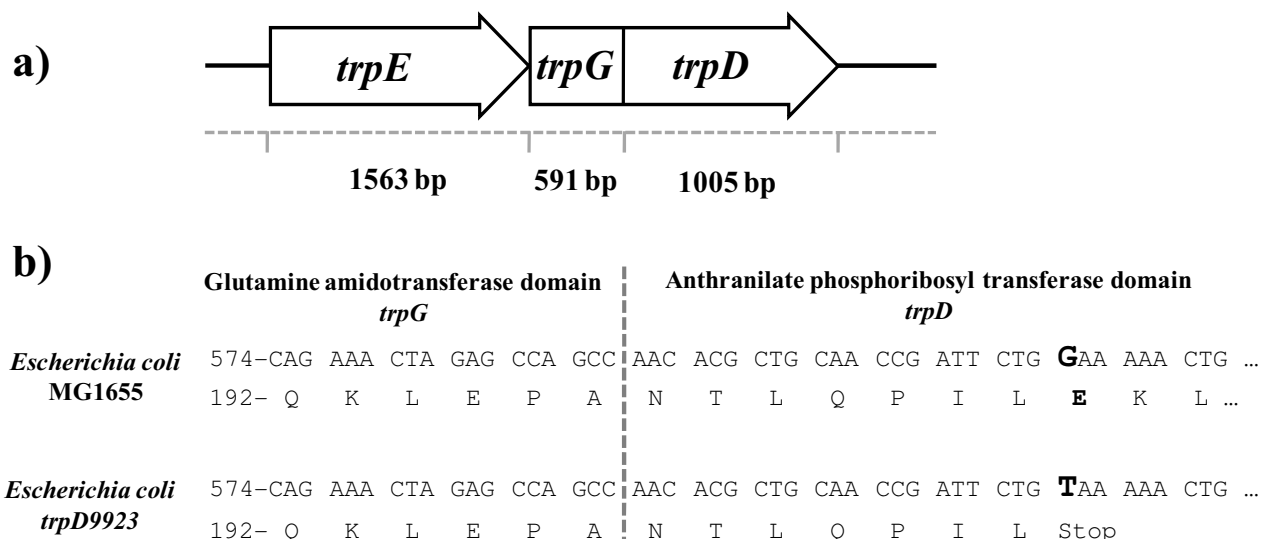 a)
trpE trpG trpD
1563 bp 591 bp 1005 bp
b)
Glutamine amidotransferase domain Anthranilate phosphoribosyl transferase domain
trpG trpD
Escherichia coli 574–CAG AAA CTA GAG CCA GCC AAC ACG CTG CAA CCG ATT CTG GAA AAA CTG ...
MG1655 192– Q K L E P A N T L Q P I L E K L ...
Escherichia coli 574–CAG AAA CTA GAG CCA GCC AAC ACG CTG CAA CCG ATT CTG TAA AAA CTG ...
trpD9923 192– Q K L E P A N T L Q P I L Stop